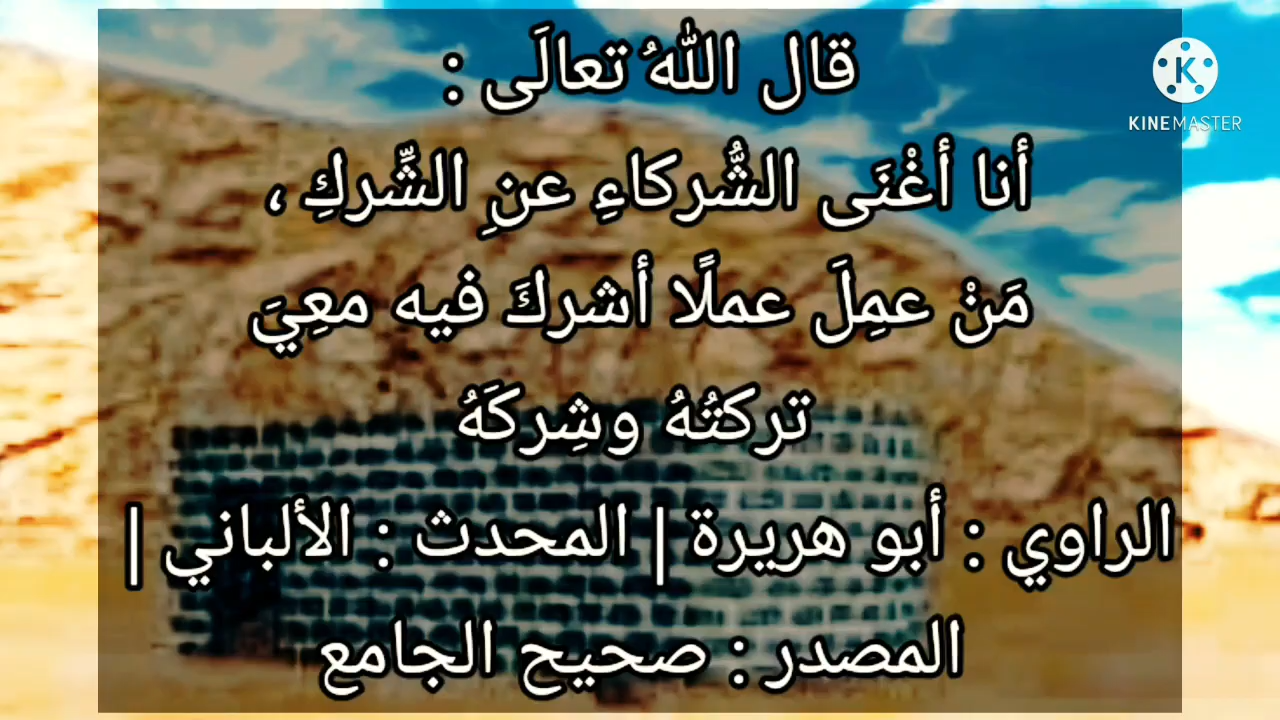 قال اللهُ تعالَى :
أنا أغْنَى الشُّركاءِ عنِ الشِّركِ ،
مَنْ عمِلَ عملًا أشركَ فيه معِيَ
تركتُهُ وشِركَهُ
الراوي : أبو هريرة | المحدث : الألباني |
المصدر : صحيح الجامع
KINEMASTER